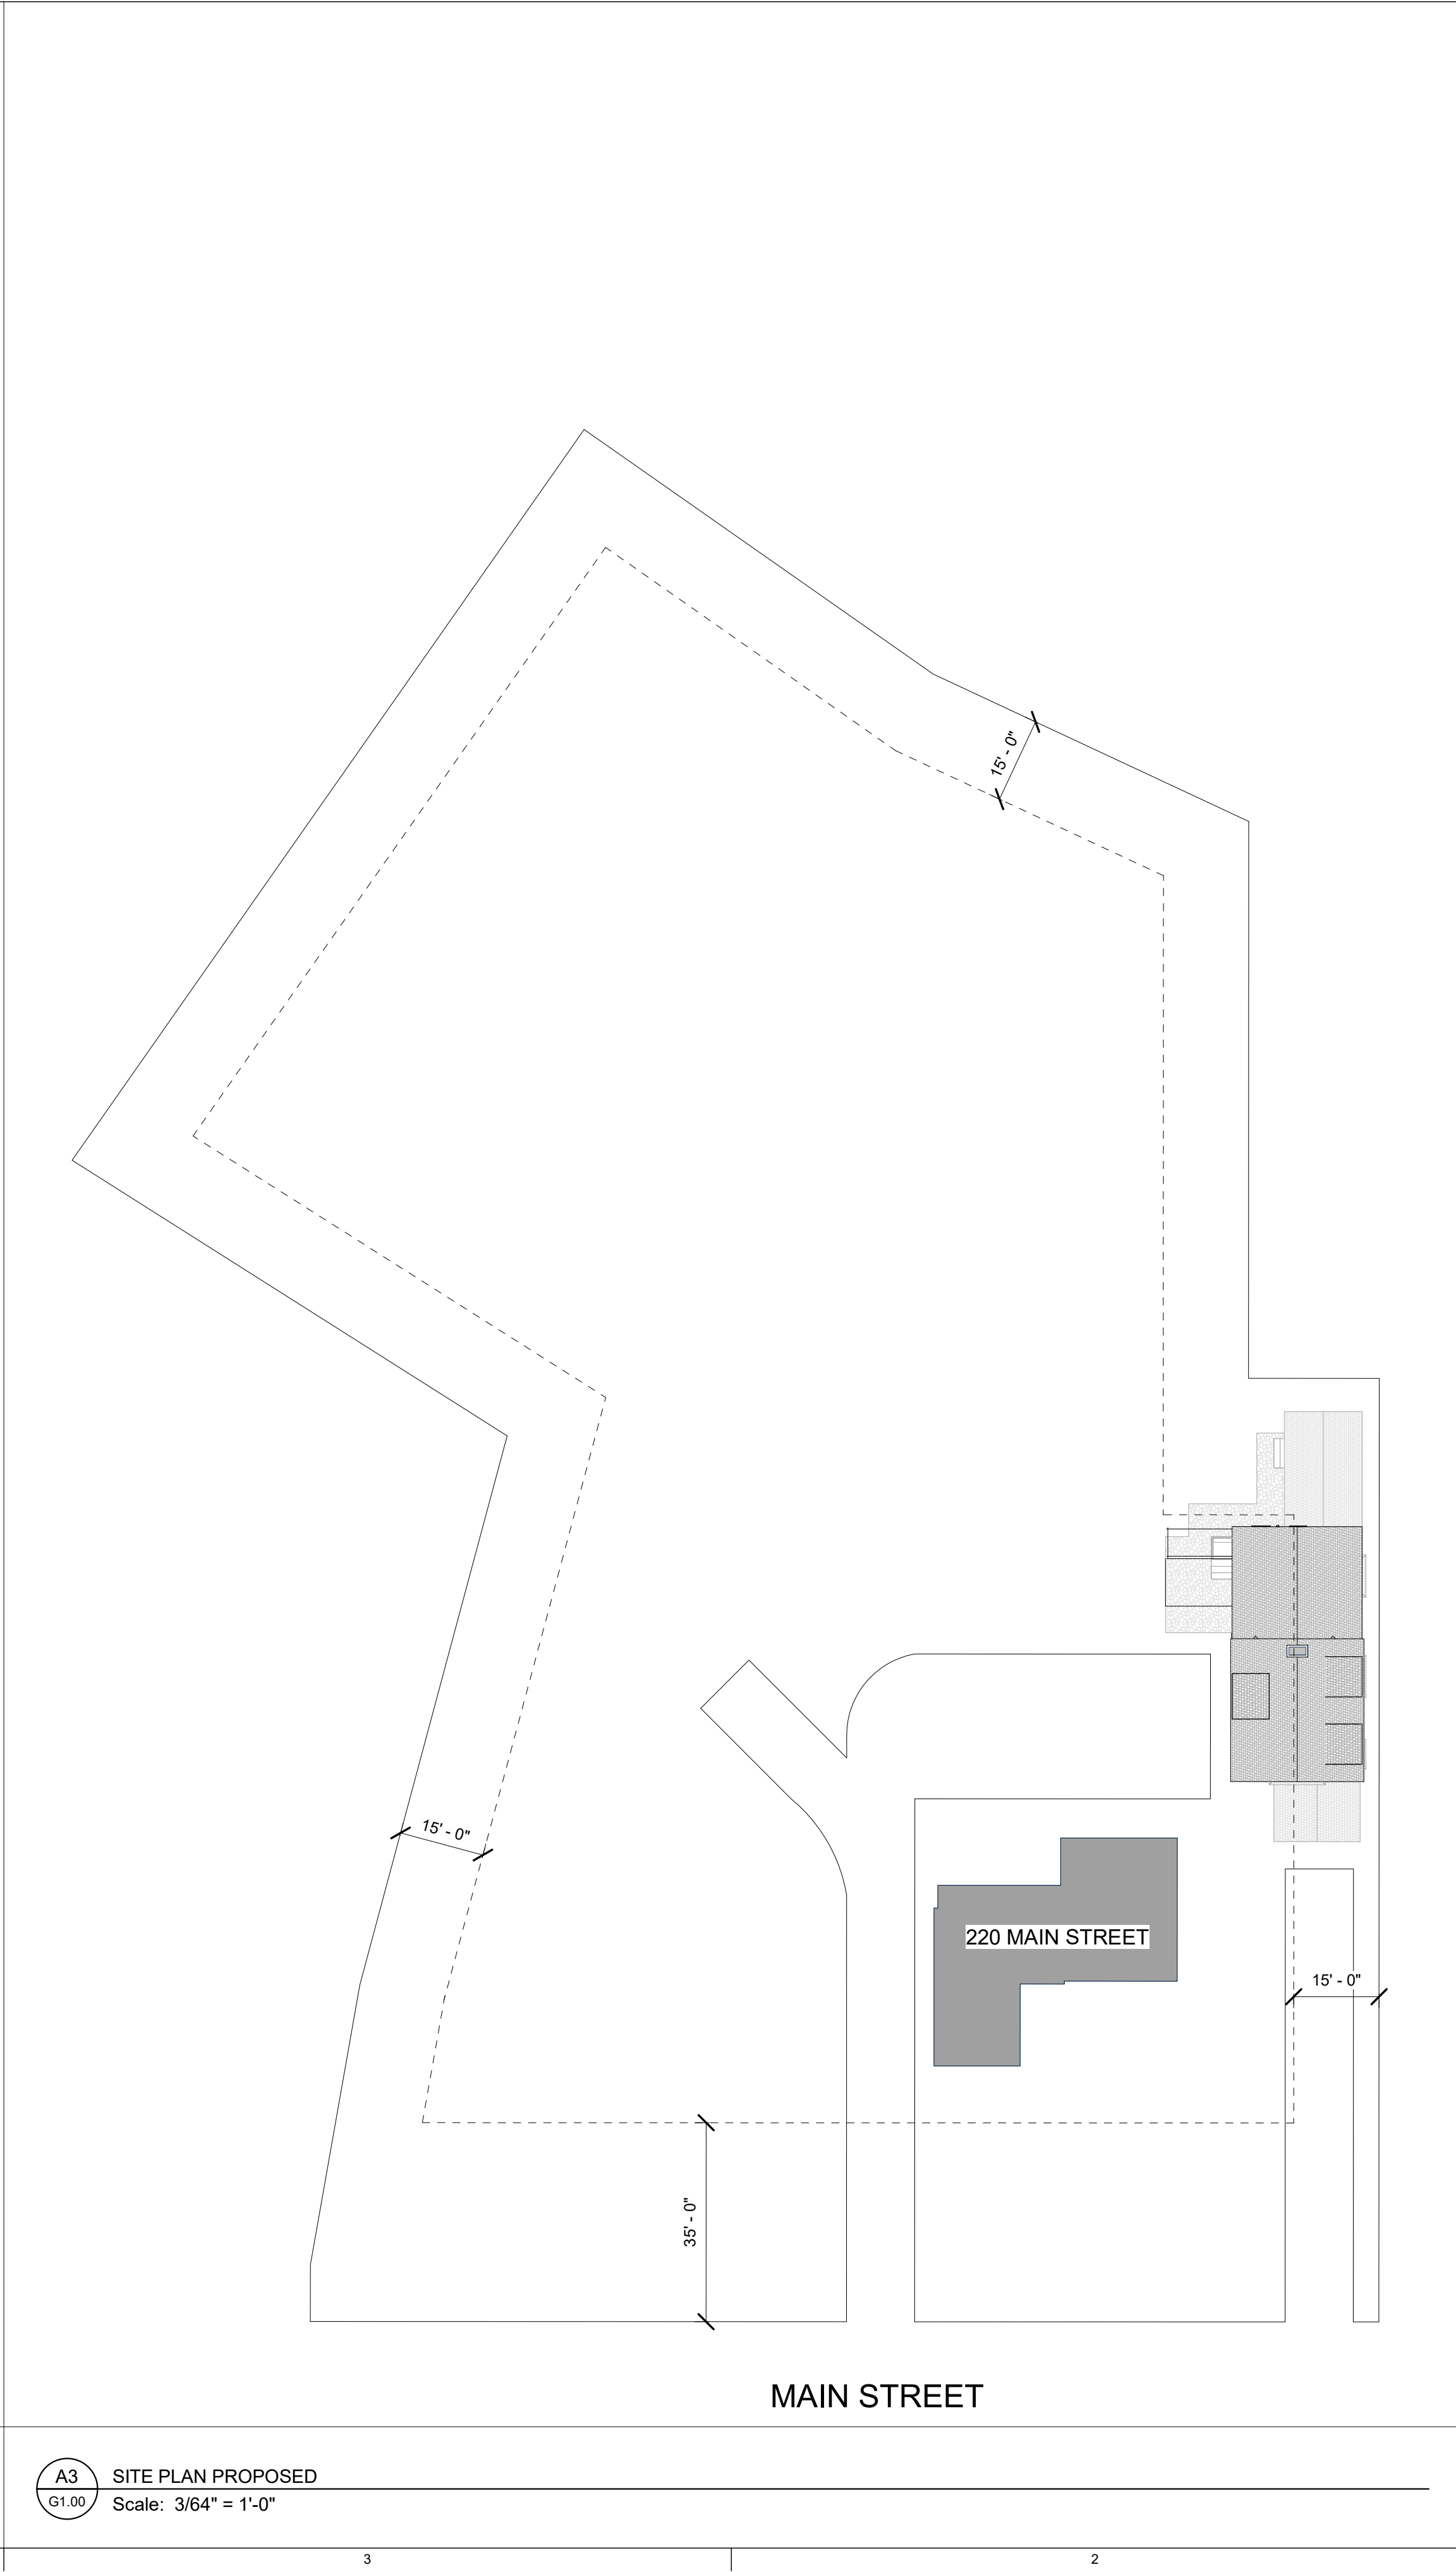 15' - 0"
15' - 0"
220 MAIN STREET
15' - 0"
35' - 0"
MAIN STREET
A3
G1.00
SITE PLAN PROPOSED
Scale: 3/64" = 1'-0"
3
2